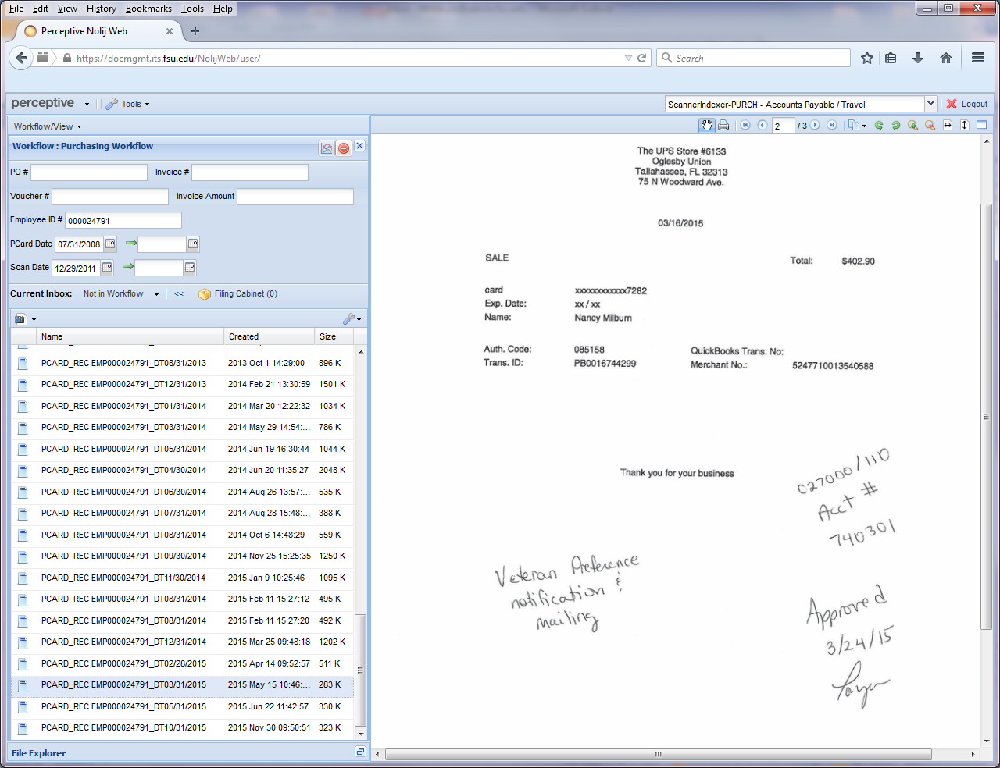 File Edit View History Bookmarks Tools Help
Perceptive Nolij Web
https://docmgmt.its.fsu.edu/NolijWeb/user/
Search
perceptive Tools
ScannerIndexer-PURCH - Accounts Payable / Travel
Logout
Workflow/View
2 / 3
Workflow : Purchasing Workflow
PO # Invoice #
Voucher # Invoice Amount
Employee ID # 000024791
PCard Date 07/31/2008
Scan Date 12/29/2011
Current Inbox: Not in Workflow << Filing Cabinet (0)
Name Created Size
PCARD_REC EMP000024791_DT08/31/2013 2013 Oct 1 14:29:00 896 K
PCARD_REC EMP000024791_DT12/31/2013 2014 Feb 21 13:30:59 1501 K
PCARD_REC EMP000024791_DT01/31/2014 2014 Mar 20 12:22:32 1034 K
PCARD_REC EMP000024791_DT03/31/2014 2014 May 29 14:54:... 786 K
PCARD_REC EMP000024791_DT05/31/2014 2014 Jun 19 16:30:44 1044 K
PCARD_REC EMP000024791_DT04/30/2014 2014 Jun 20 11:35:27 2048 K
PCARD_REC EMP000024791_DT06/30/2014 2014 Aug 26 13:57:... 535 K
PCARD_REC EMP000024791_DT07/31/2014 2014 Aug 28 15:48:... 388 K
PCARD_REC EMP000024791_DT08/31/2014 2014 Oct 6 14:48:29 559 K
PCARD_REC EMP000024791_DT09/30/2014 2014 Nov 25 15:25:35 1250 K
PCARD_REC EMP000024791_DT11/30/2014 2015 Jan 9 10:25:46 1095 K
PCARD_REC EMP000024791_DT08/31/2014 2015 Feb 11 15:27:12 495 K
PCARD_REC EMP000024791_DT08/31/2014 2015 Feb 11 15:27:20 492 K
PCARD_REC EMP000024791_DT12/31/2014 2015 Mar 25 09:48:18 1202 K
PCARD_REC EMP000024791_DT02/28/2015 2015 Apr 14 09:52:57 511 K
PCARD_REC EMP000024791_DT03/31/2015 2015 May 15 10:46:... 283 K
PCARD_REC EMP000024791_DT05/31/2015 2015 Jun 22 11:42:57 330 K
PCARD_REC EMP000024791_DT10/31/2015 2015 Nov 30 09:50:51 323 K
File Explorer
The UPS Store #6133
Oglesby Union
Tallahassee, FL 32313
75 N Woodward Ave.
03/16/2015
SALE Total: $402.90
card xxxxxxxxxxxx7282
Exp. Date: xx / xx
Name: Nancy Milburn
Auth. Code: 085158 QuickBooks Trans. No:
Trans. ID: PB0016744299 Merchant No.: 5247710013540588
Thank you for your business
C27000/110
Acct #
740301
Veteran Preference
notification &
mailing
Approved
3/24/15